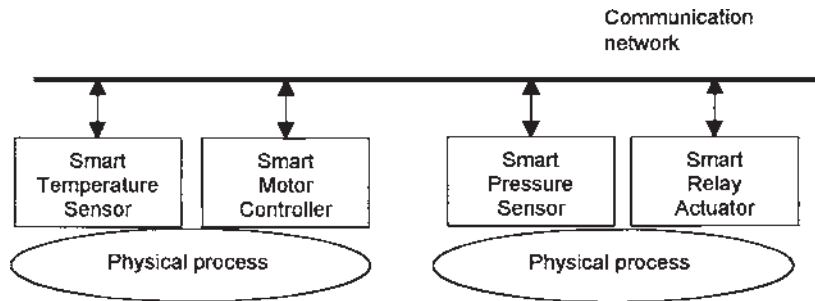 Communication
network
Smart
Temperature
Sensor
Smart
Motor
Controller
Smart
Pressure
Sensor
Smart
Relay
Actuator
Physical process
Physical process